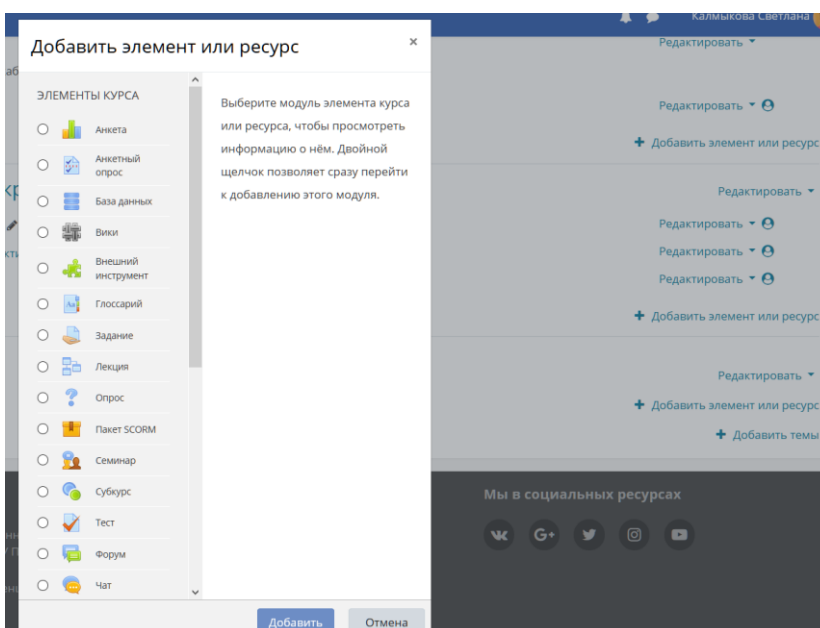 Калмыкова Светлана
Добавить элемент или ресурс
×
ЭЛЕМЕНТЫ КУРСА
Анкета
Анкетный
опрос
База данных
Вики
Внешний
инструмент
Глоссарий
Задание
Лекция
Опрос
Пакет SCORM
Семинар
Субкурс
Тест
Форум
Чат
Выберите модуль элемента курса
или ресурса, чтобы просмотреть
информацию о нём. Двойной
щелчок позволяет сразу перейти
к добавлению этого модуля.
Добавить
Отмена
Редактировать
Редактировать
+ Добавить элемент или ресурс
Редактировать
Редактировать
Редактировать
Редактировать
+ Добавить элемент или ресурс
Редактировать
+ Добавить элемент или ресурс
+ Добавить темы
Мы в социальных ресурсах
G+